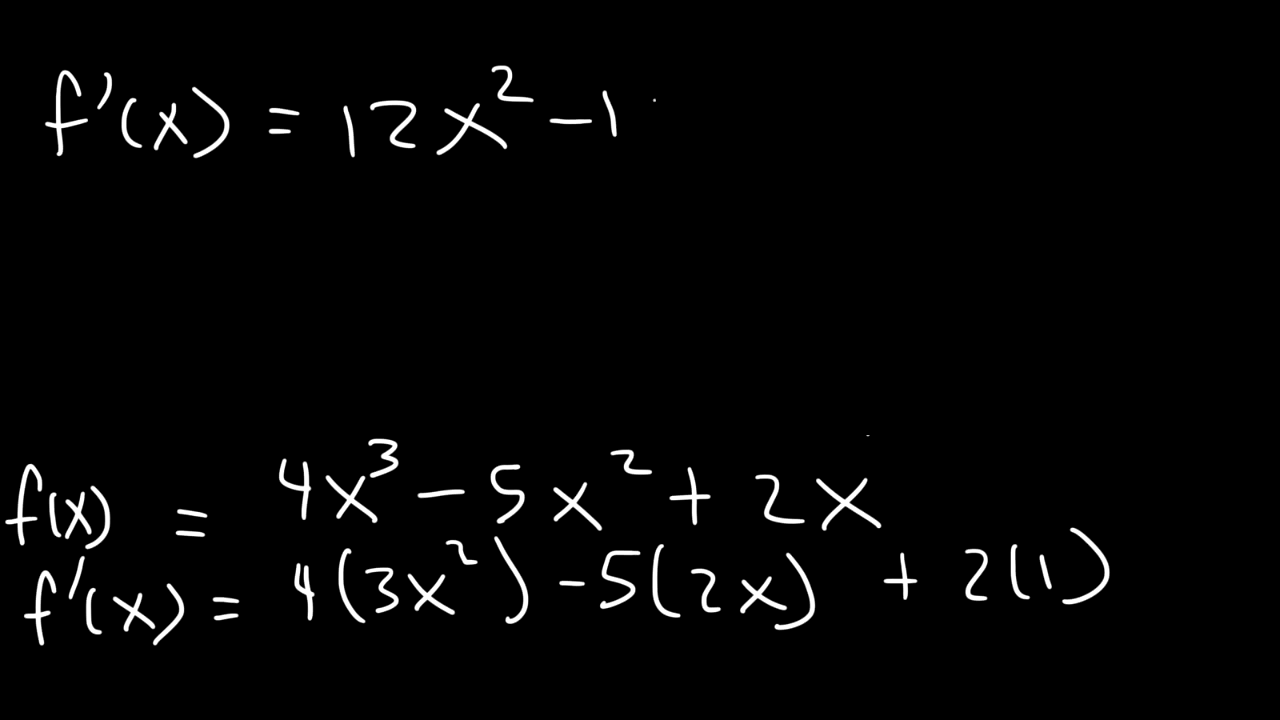 f'(x) = 12x² - 1
f(x) = 4x³ - 5x² + 2x
f'(x) = 4(3x²) - 5(2x) + 2(1)